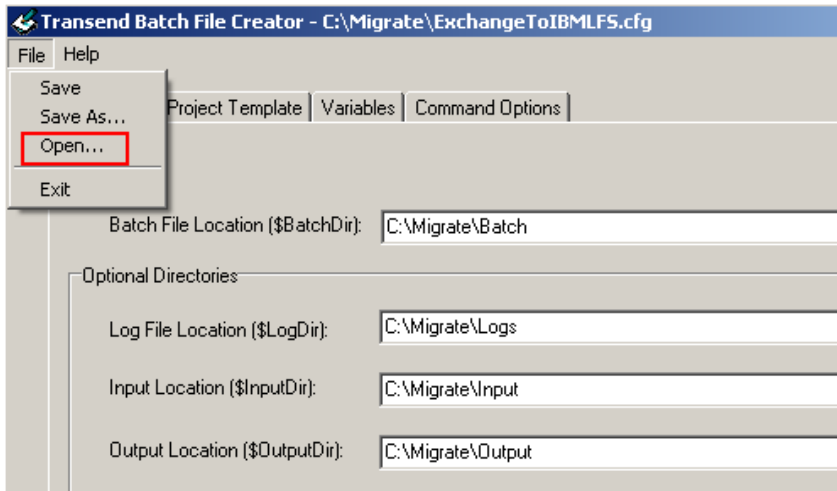 Transend Batch File Creator - C:\Migrate\ExchangeToIBMLFS.cfg
File Help
Save
Save As...
Open...
Exit
Project Template Variables Command Options
Batch File Location ($BatchDir): C:\Migrate\Batch
Optional Directories
Log File Location ($LogDir): C:\Migrate\Logs
Input Location ($InputDir): C:\Migrate\Input
Output Location ($OutputDir): C:\Migrate\Output